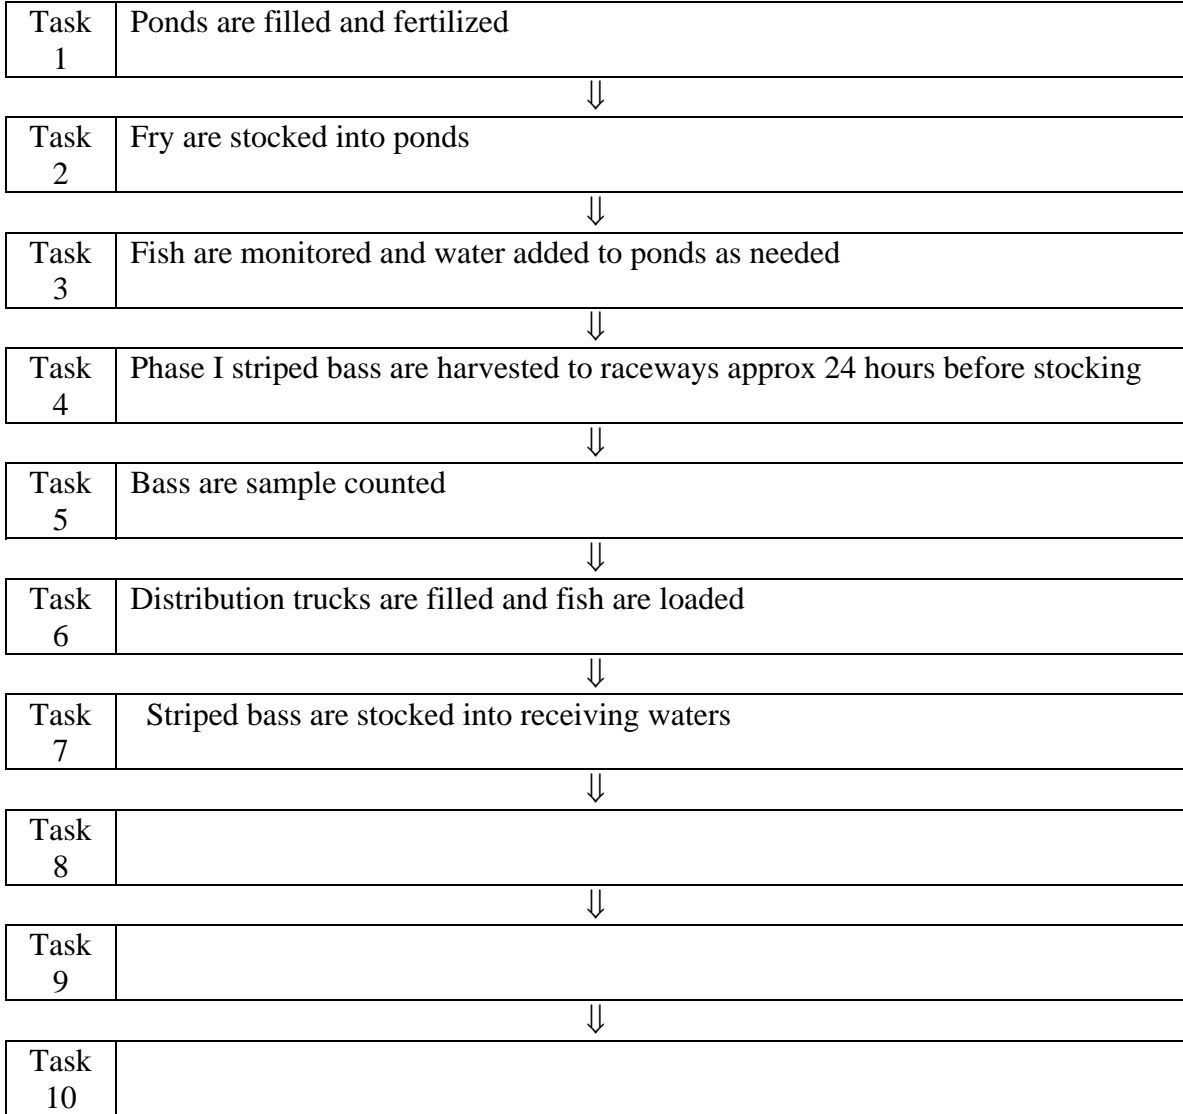 Task Ponds are filled and fertilized
1
⇓
Task Fry are stocked into ponds
2
⇓
Task Fish are monitored and water added to ponds as needed
3
⇓
Task Phase I striped bass are harvested to raceways approx 24 hours before stocking
4
⇓
Task Bass are sample counted
5
⇓
Task Distribution trucks are filled and fish are loaded
6
⇓
Task Striped bass are stocked into receiving waters
7
⇓
Task
8
⇓
Task
9
⇓
Task
10